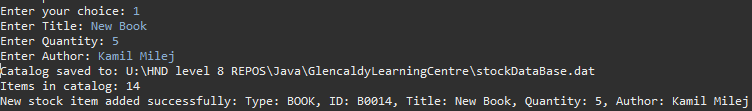 Enter your choice: 1
Enter Title: New Book
Enter Quantity: 5
Enter Author: Kamil Milej
Catalog saved to: U:\HND level 8 REPOS\Java\GlencaldyLearningCentre\stockDataBase.dat
Items in catalog: 14
New stock item added successfully: Type: BOOK, ID: B0014, Title: New Book, Quantity: 5, Author: Kamil Milej